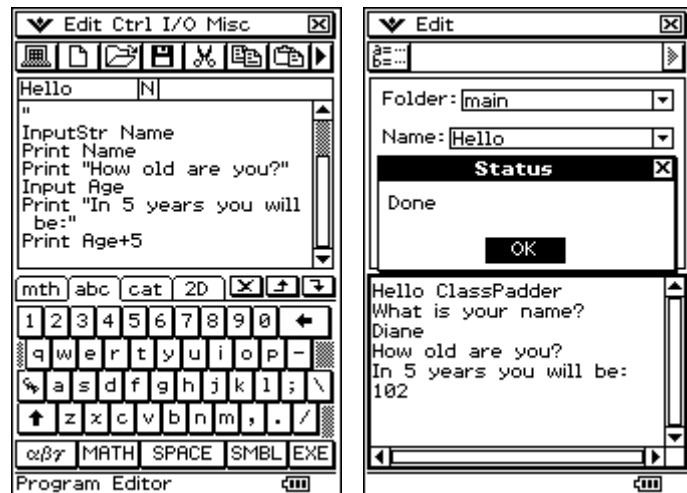 Edit Ctrl I/O Misc
Hello N
"
InputStr Name
Print Name
Print "How old are you?"
Input Age
Print "In 5 years you will
be:"
Print Age+5
mth abc cat 2D
1 2 3 4 5 6 7 8 9 0
q w e r t y u i o p -
a s d f g h j k l ; \
z x c v b n m , . /
αβγ MATH SPACE SMBL EXE
Program Editor
Edit
Folder: main
Name: Hello
Status
Done
OK
Hello ClassPadder
What is your name?
Diane
How old are you?
In 5 years you will be:
102